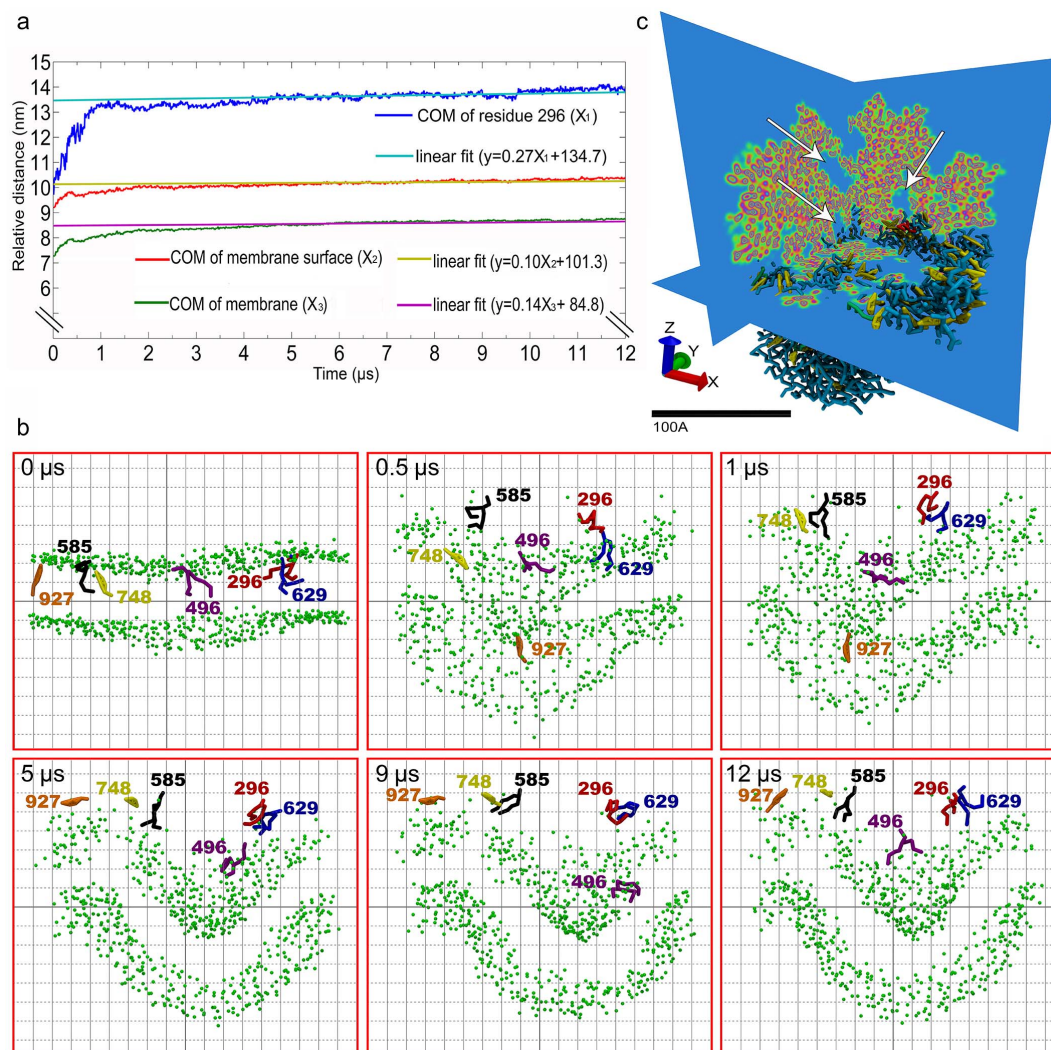 a
c
Relative distance (nm)
15
14
13
12
11
10
9
8
7
6
COM of residue 296 (X1)
linear fit (y=0.27X1+134.7)
COM of membrane surface (X2)
linear fit (y=0.10X2+101.3)
COM of membrane (X3)
linear fit (y=0.14X3+ 84.8)
0 1 2 3 4 5 6 7 8 9 10 11 12
Time (µs)
Z
Y
X
100A
b
0 µs
585
927
748
496
296
629
0.5 µs
585
296
748
496
629
927
1 µs
585
296
748
629
496
927
5 µs
748
585
296
927
629
496
9 µs
748
585
296
927
629
496
12 µs
748
585
296
927
629
496